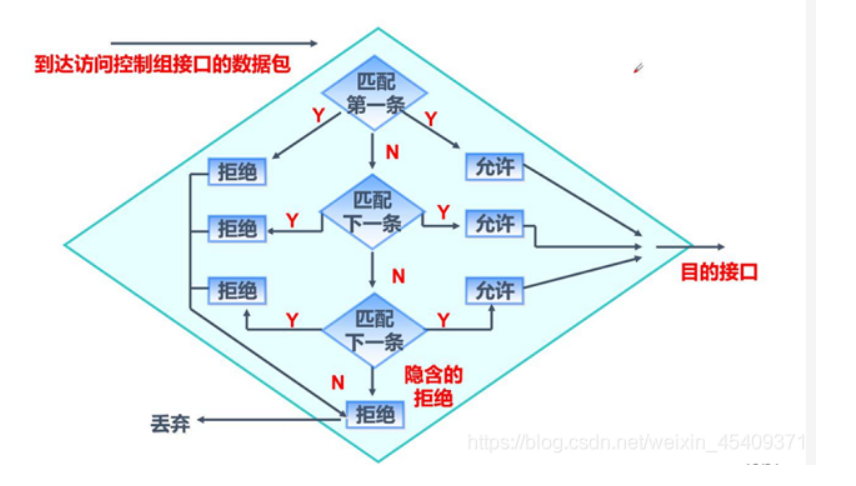 到达访问控制组接口的数据包
匹配
第一条
Y
Y
N
拒绝
允许
匹配
下一条
Y
Y
拒绝
允许
N
目的接口
拒绝
允许
匹配
下一条
Y
Y
N
隐含的
拒绝
拒绝
丢弃
https://blog.csdn.net/weixin_45409371